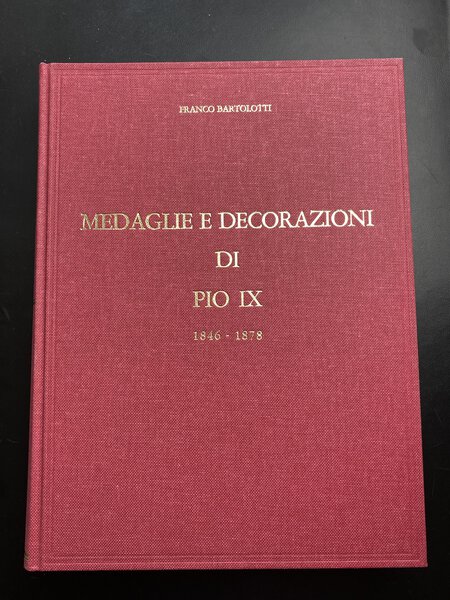 FRANCO BARTOLOTTI
MEDAGLIE E DECORAZIONI
DI
PIO IX
1846 - 1878